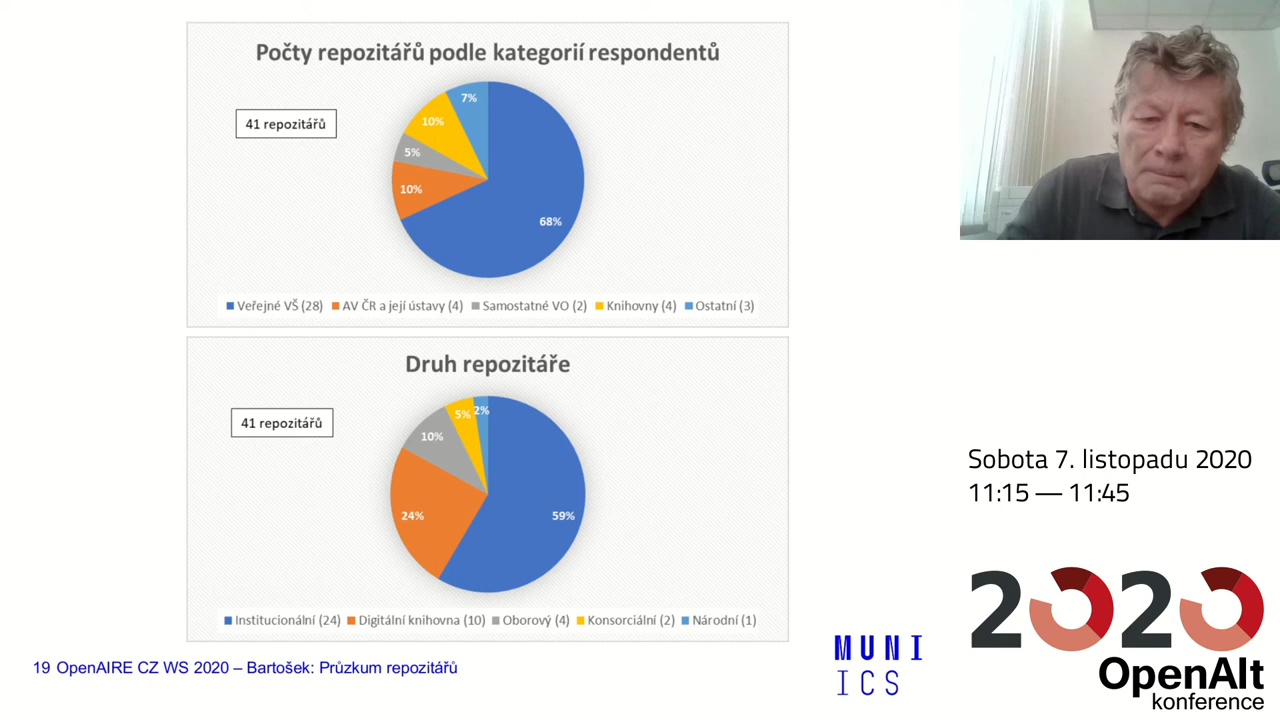 Počty repozitářů podle kategorií respondentů
41 repozitářů
7%
10%
5%
10%
68%
Veřejné VŠ (28) AV ČR a její ústavy (4) Samostatné VO (2) Knihovny (4) Ostatní (3)
Druh repozitáře
41 repozitářů
2%
5%
10%
24%
59%
Institucionální (24) Digitální knihovna (10) Oborový (4) Konsorciální (2) Národní (1)
19 OpenAIRE CZ WS 2020 – Bartošek: Průzkum repozitářů
MUNI
ICS
Sobota 7. listopadu 2020
11:15 — 11:45
2020
OpenAlt
konference